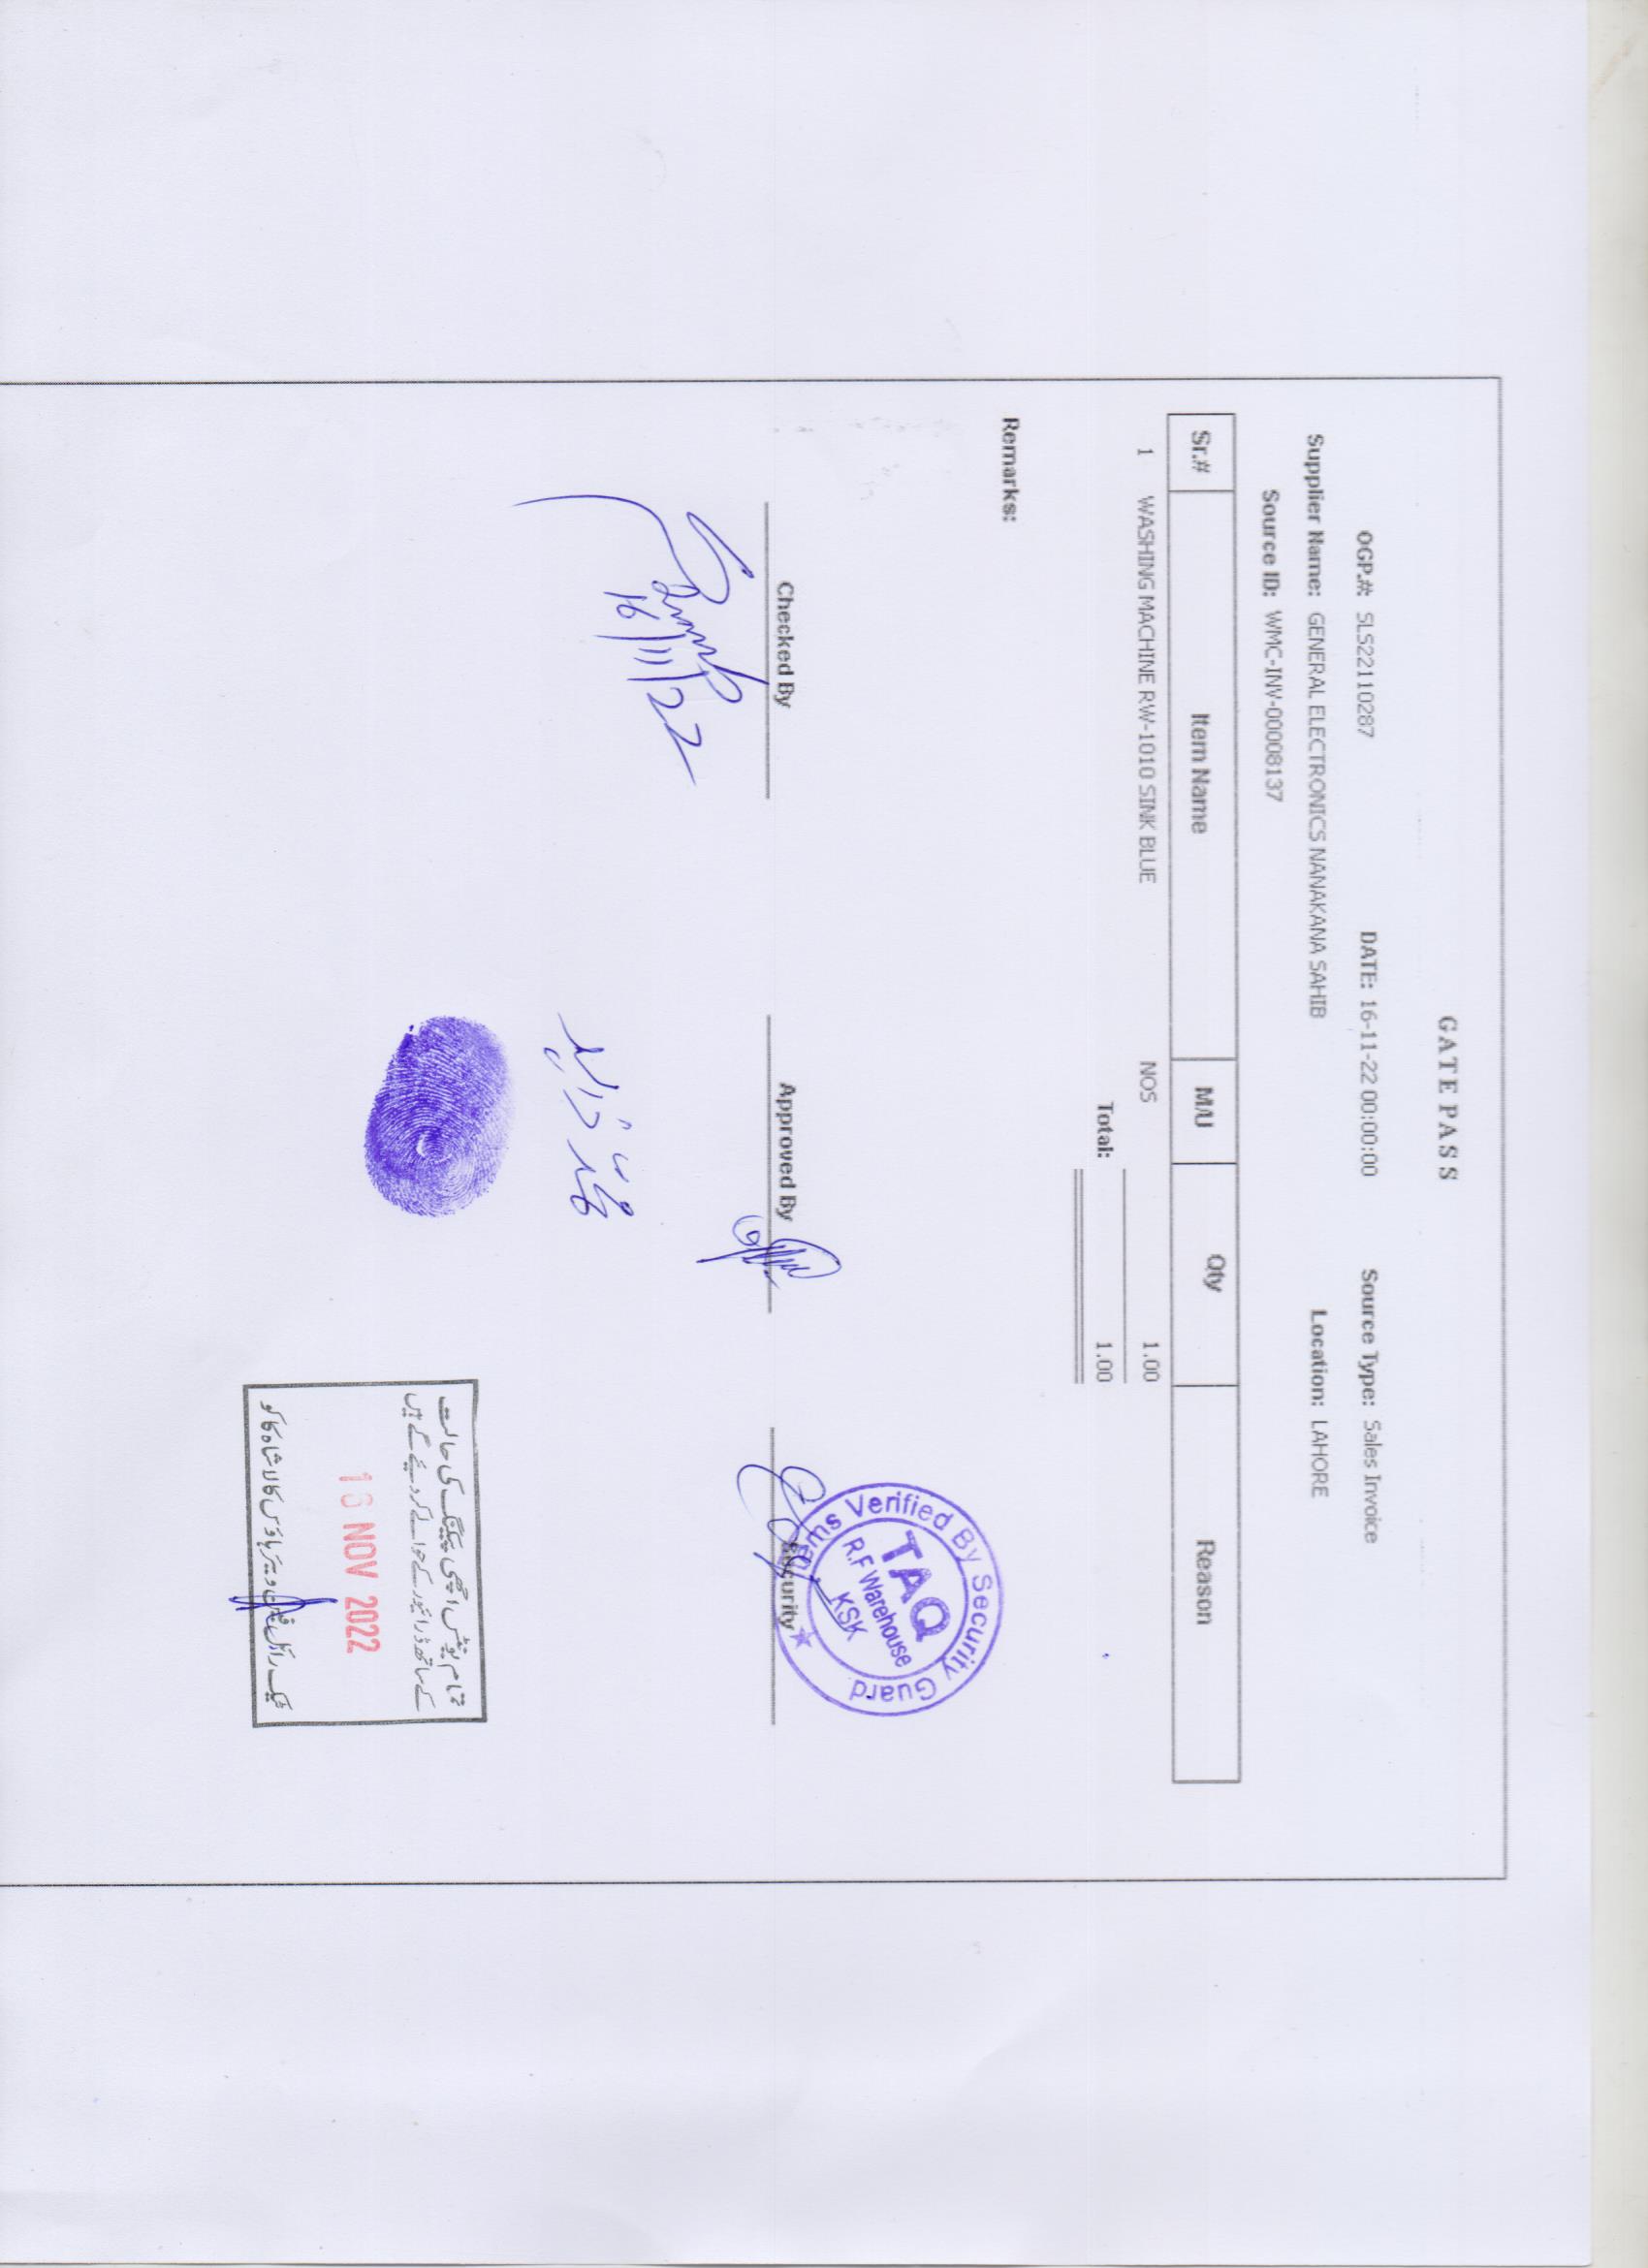 GATE PASS
OGP.#: SLS22110287 DATE: 16-11-22 00:00:00 Source Type: Sales Invoice
Supplier Name: GENERAL ELECTRONICS NANAKANA SAHIB Location: LAHORE
Source ID: WMC-INV-00008137
Sr.# Item Name M/U Qty Reason
1 WASHING MACHINE RW-1010 SINK BLUE NOS 1.00
Total: 1.00
Remarks:
Items Verified By Security Guard
TAQ
R.F Warehouse
KSK
Checked By Approved By Security
16/11/22
محمد
تمام یونٹس اچھی پیکنگ کی حالت
کے ساتھ ڈرائیور کے حوالے کر دیئے گے ہیں
16 NOV 2022
ٹیک رائل فین ویئر ہاؤس کالا شاہ کاکو